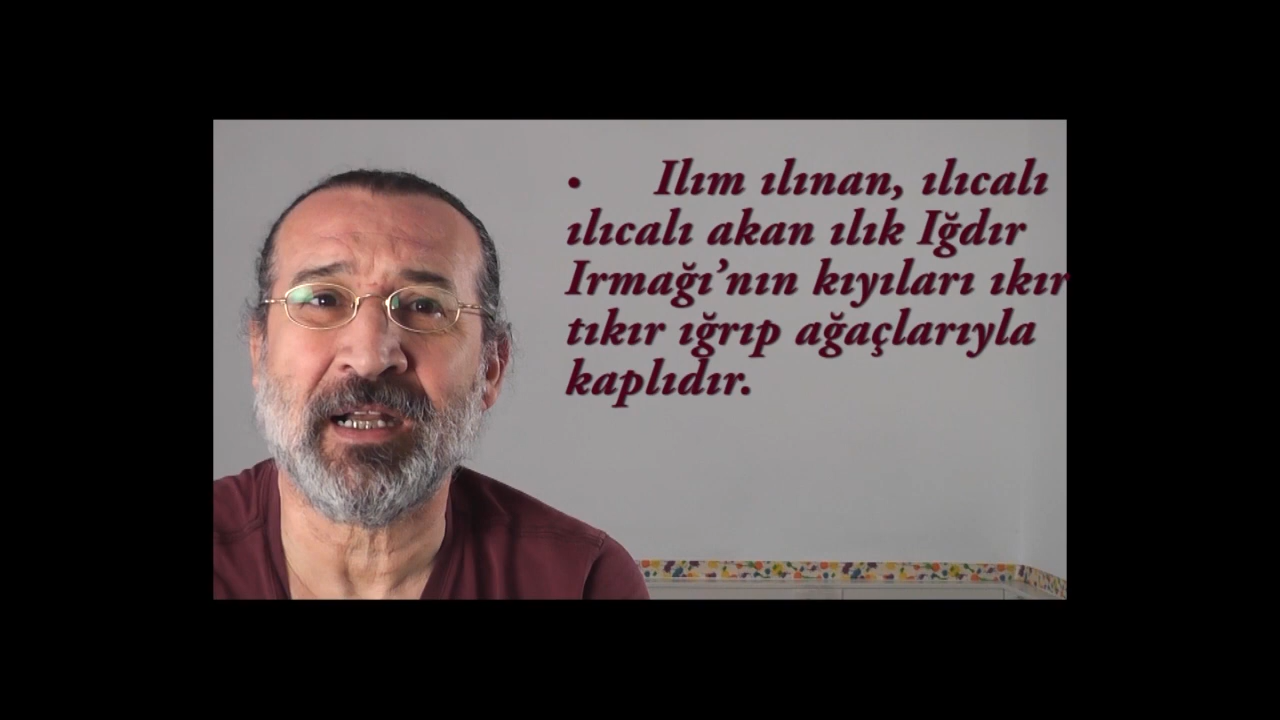 • Ilım ılınan, ılıcalı
ılıcalı akan ılık Iğdır
Irmağı’nın kıyıları ıkır
tıkır ığrıp ağaçlarıyla
kaplıdır.